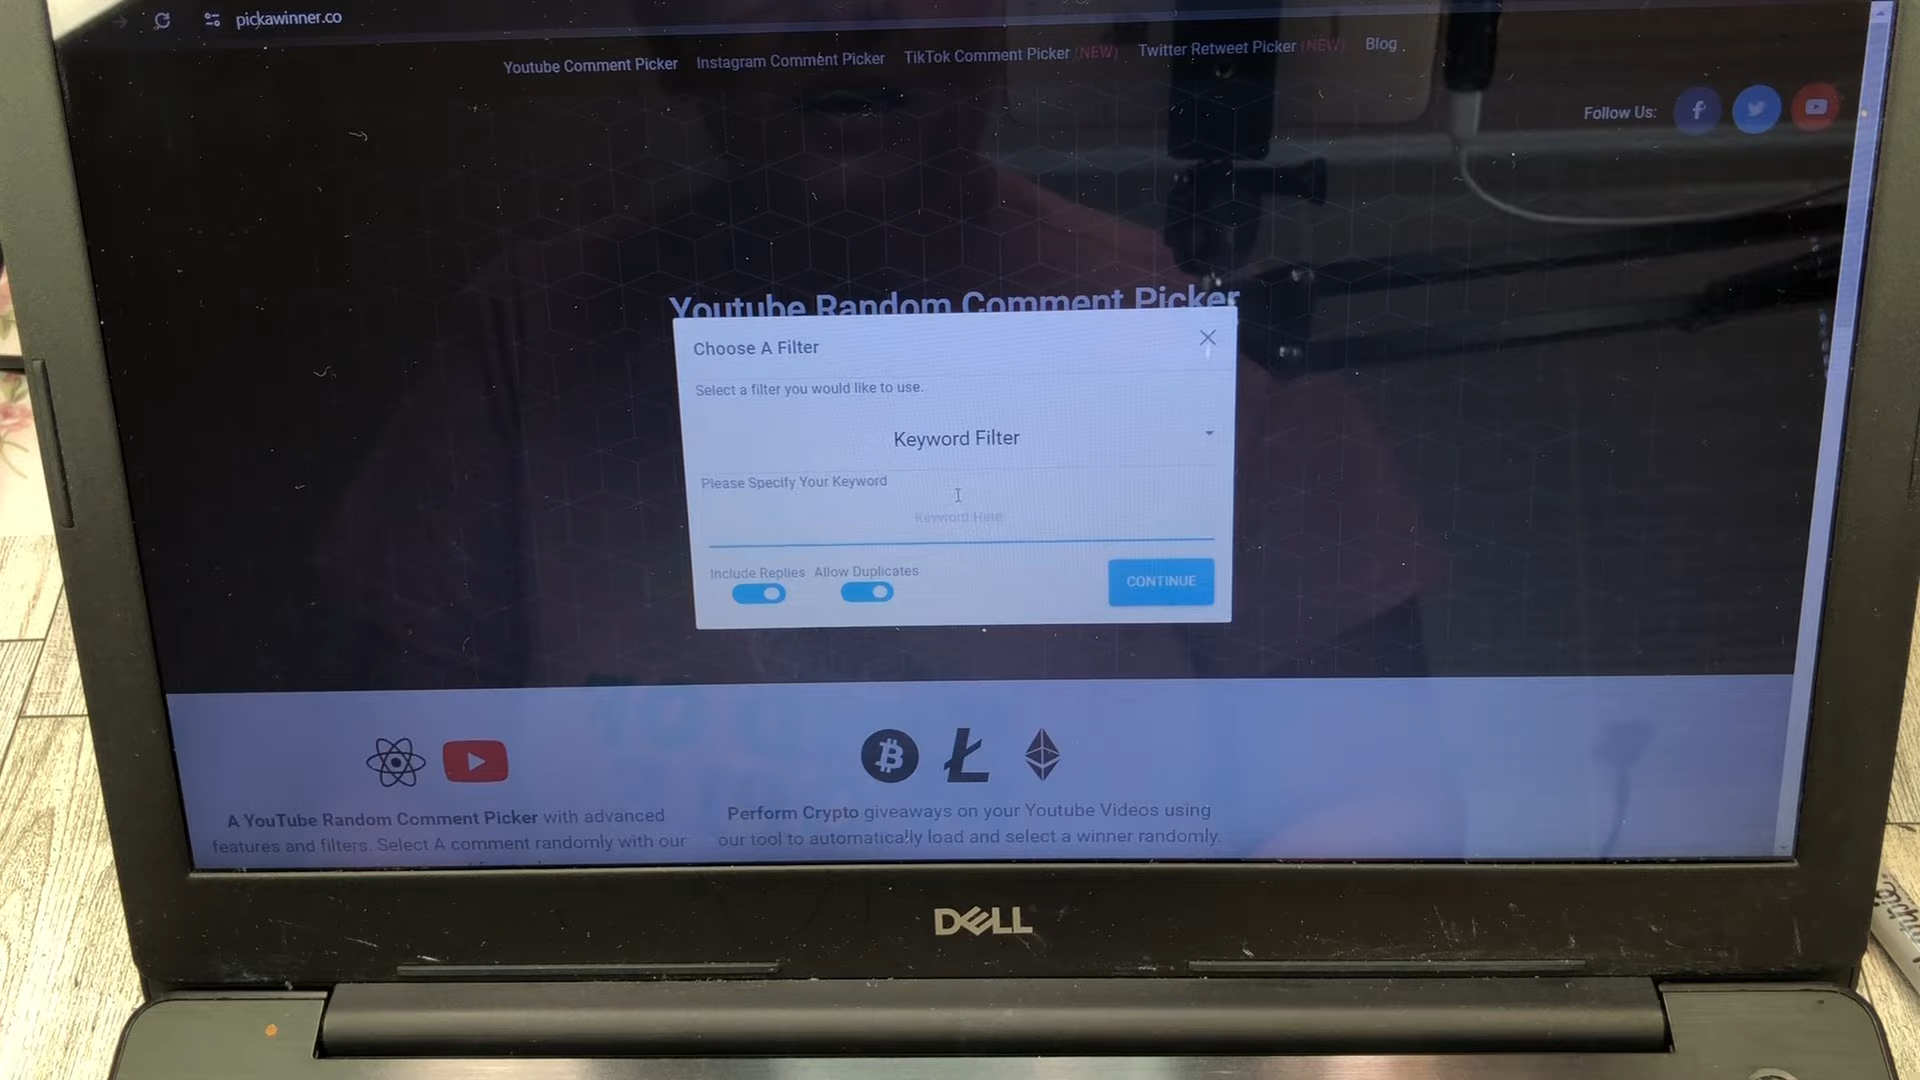 pickawinner.co
Youtube Comment Picker Instagram Comment Picker TikTok Comment Picker (NEW) Twitter Retweet Picker (NEW) Blog
Follow Us:
Youtube Random Comment Picker
Choose A Filter
Select a filter you would like to use.
Keyword Filter
Please Specify Your Keyword
Keyword Here
Include Replies Allow Duplicates
CONTINUE
A YouTube Random Comment Picker with advanced
features and filters. Select A comment randomly with our
Perform Crypto giveaways on your Youtube Videos using
our tool to automatically load and select a winner randomly.
DELL